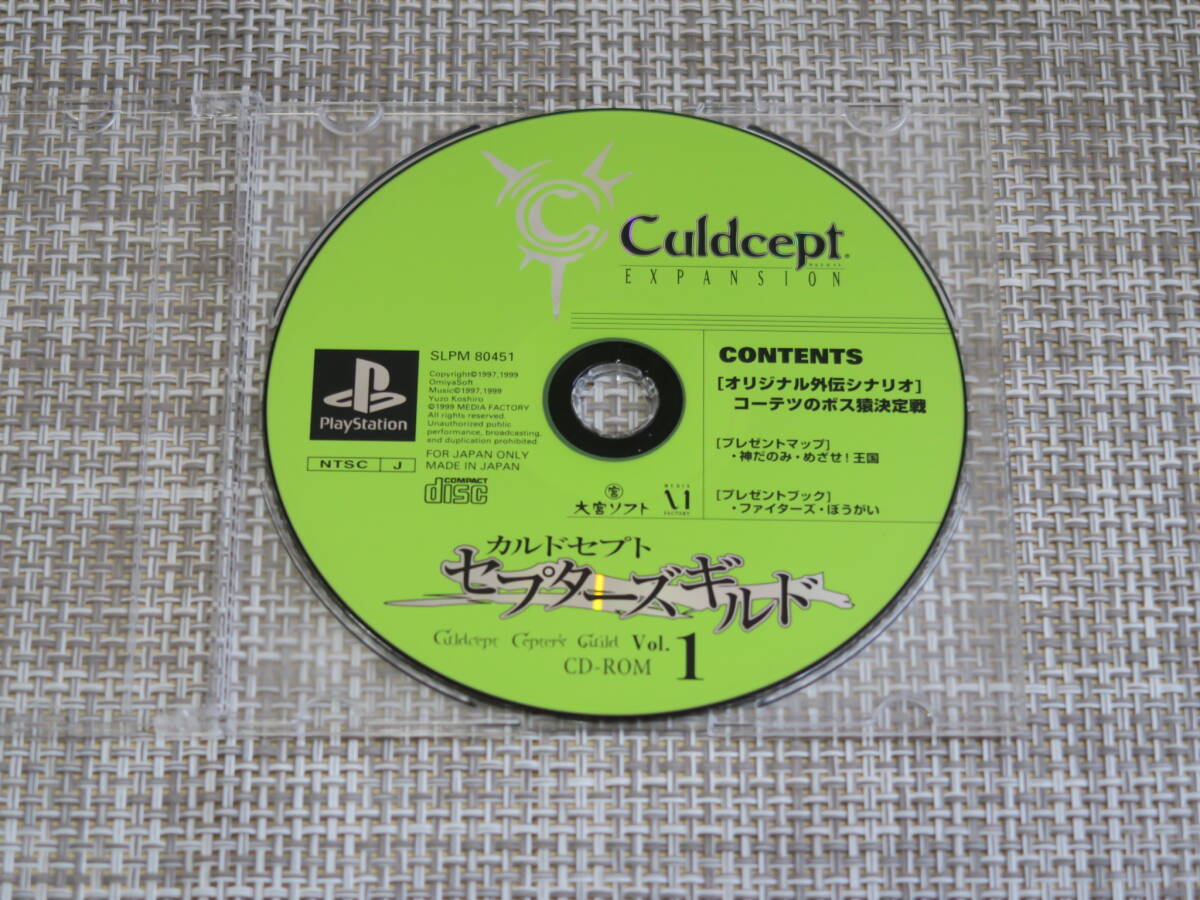 Culdcept®
EXPANSION
CONTENTS
[オリジナル外伝シナリオ]
コーテツのボス猿決定戦
[プレゼントマップ]
・神だのみ・めざせ！王国
[プレゼントブック]
・ファイターズ・ぼうがい
PlayStation
NTSC J
SLPM 80451
Copyright©1997,1999
OmiyaSoft
Music©1997,1999
Yuzo Koshiro
©1999 MEDIA FACTORY
All rights reserved.
Unauthorized public
performance, broadcasting,
and duplication prohibited.
FOR JAPAN ONLY
MADE IN JAPAN
COMPACT
disc
宮
大宮ソフト
MEDIA
FACTORY
カルドセプト
セプターズギルド
Culdcept Cepter's Guild Vol. 1
CD-ROM